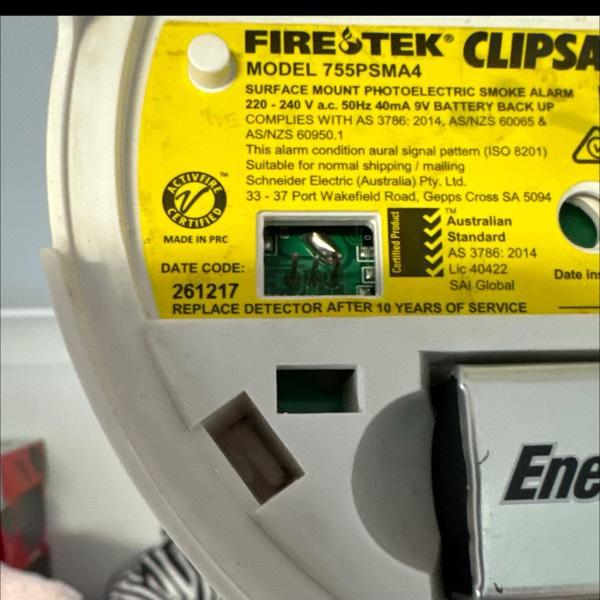 FIRETEK® CLIPSA
MODEL 755PSMA4
SURFACE MOUNT PHOTOELECTRIC SMOKE ALARM
220 - 240 V a.c. 50Hz 40mA 9V BATTERY BACK UP
COMPLIES WITH AS 3786: 2014, AS/NZS 60065 &
AS/NZS 60950.1
This alarm condition aural signal pattern (ISO 8201)
Suitable for normal shipping / mailing
Schneider Electric (Australia) Pty. Ltd.
33 - 37 Port Wakefield Road, Gepps Cross SA 5094
ACTIVFIRE
CERTIFIED
™
MADE IN PRC
Certified Product
™
Australian
Standard
AS 3786: 2014
Lic 40422
SAI Global
Date ins
DATE CODE:
261217
REPLACE DETECTOR AFTER 10 YEARS OF SERVICE
Ene